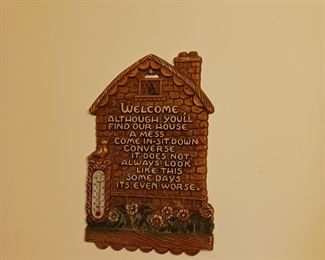 WELCOME
ALTHOUGH YOU'LL
FIND OUR HOUSE
A MESS
COME IN-SIT DOWN
CONVERSE
IT DOES NOT
ALWAYS LOOK
LIKE THIS
SOME DAYS
ITS EVEN WORSE.